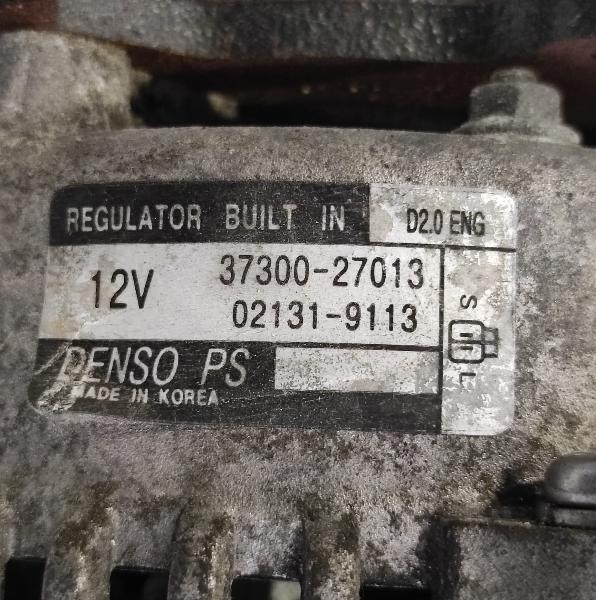 REGULATOR BUILT IN
D2.0 ENG
12V
37300-27013
02131-9113
S
L
DENSO PS
MADE IN KOREA